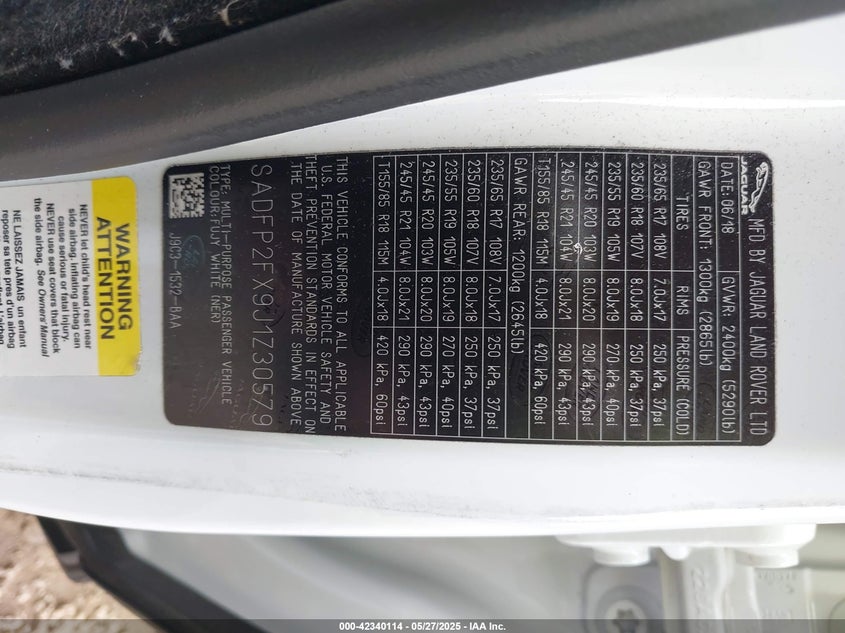 JAGUAR
MFD BY JAGUAR LAND ROVER LTD
DATE: 06/18 GVWR: 2400kg (5290lb)
GAWR FRONT: 1300kg (2865lb)
TIRES RIMS PRESSURE (COLD)
235/65 R17 108V 7.0Jx17 250 kPa, 37psi
235/60 R18 107V 8.0Jx18 250 kPa, 37psi
235/55 R19 105W 8.0Jx19 270 kPa, 40psi
245/45 R20 103W 8.0Jx20 290 kPa, 43psi
245/45 R21 104W 8.0Jx21 290 kPa, 43psi
T155/85 R18 115M 4.0Jx18 420 kPa, 60psi
GAWR REAR: 1200kg (2645lb)
235/65 R17 108V 7.0Jx17 250 kPa, 37psi
235/60 R18 107V 8.0Jx18 250 kPa, 37psi
235/55 R19 105W 8.0Jx19 270 kPa, 40psi
245/45 R20 103W 8.0Jx20 290 kPa, 43psi
245/45 R21 104W 8.0Jx21 290 kPa, 43psi
T155/85 R18 115M 4.0Jx18 420 kPa, 60psi
THIS VEHICLE CONFORMS TO ALL APPLICABLE
U.S. FEDERAL MOTOR VEHICLE SAFETY AND
THEFT PREVENTION STANDARDS IN EFFECT ON
THE DATE OF MANUFACTURE SHOWN ABOVE
SADFP2FX9J1Z30579
TYPE: MULTI-PURPOSE PASSENGER VEHICLE
COLOUR: FUJY WHITE (NER)
J9C3-1532-BAA
WARNING
ATTENTION
NEVER let child's head rest near
side airbag. Inflating airbag can
cause serious or fatal injury.
NEVER use seat covers that block
the side airbag. See Owners' Manual
NE LAISSEZ JAMAIS un enfant
reposer sa tete pres d'un airbag
000-42340114 - 05/27/2025 - IAA Inc.